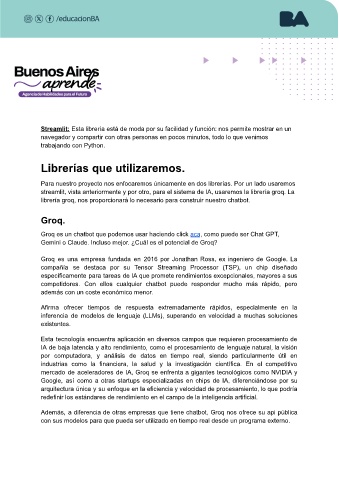 /educacionBA
BA
Buenos Aires
aprende
Agencia de Habilidades para el Futuro
Streamlit: Esta librería está de moda por su facilidad y función: nos permite mostrar en un
navegador y compartir con otras personas en pocos minutos, todo lo que venimos
trabajando con Python.
Librerías que utilizaremos.
Para nuestro proyecto nos enfocaremos únicamente en dos librerías. Por un lado usaremos
streamlit, vista anteriormente y por otro, para el sistema de IA, usaremos la librería groq. La
librería groq, nos proporcionará lo necesario para construir nuestro chatbot.
Groq.
Groq es un chatbot que podemos usar haciendo click aca, como puede ser Chat GPT,
Gemini o Claude. Incluso mejor. ¿Cuál es el potencial de Groq?
Groq es una empresa fundada en 2016 por Jonathan Ross, ex ingeniero de Google. La
compañía se destaca por su Tensor Streaming Processor (TSP), un chip diseñado
específicamente para tareas de IA que promete rendimientos excepcionales, mayores a sus
competidores. Con ellos cualquier chatbot puede responder mucho más rápido, pero
además con un coste económico menor.
Afirma ofrecer tiempos de respuesta extremadamente rápidos, especialmente en la
inferencia de modelos de lenguaje (LLMs), superando en velocidad a muchas soluciones
existentes.
Esta tecnología encuentra aplicación en diversos campos que requieren procesamiento de
IA de baja latencia y alto rendimiento, como el procesamiento de lenguaje natural, la visión
por computadora, y análisis de datos en tiempo real, siendo particularmente útil en
industrias como la financiera, la salud y la investigación científica. En el competitivo
mercado de aceleradores de IA, Groq se enfrenta a gigantes tecnológicos como NVIDIA y
Google, así como a otras startups especializadas en chips de IA, diferenciándose por su
arquitectura única y su enfoque en la eficiencia y velocidad de procesamiento, lo que podría
redefinir los estándares de rendimiento en el campo de la inteligencia artificial.
Además, a diferencia de otras empresas que tiene chatbot, Groq nos ofrece su api pública
con sus modelos para que pueda ser utilizado en tiempo real desde un programa externo.